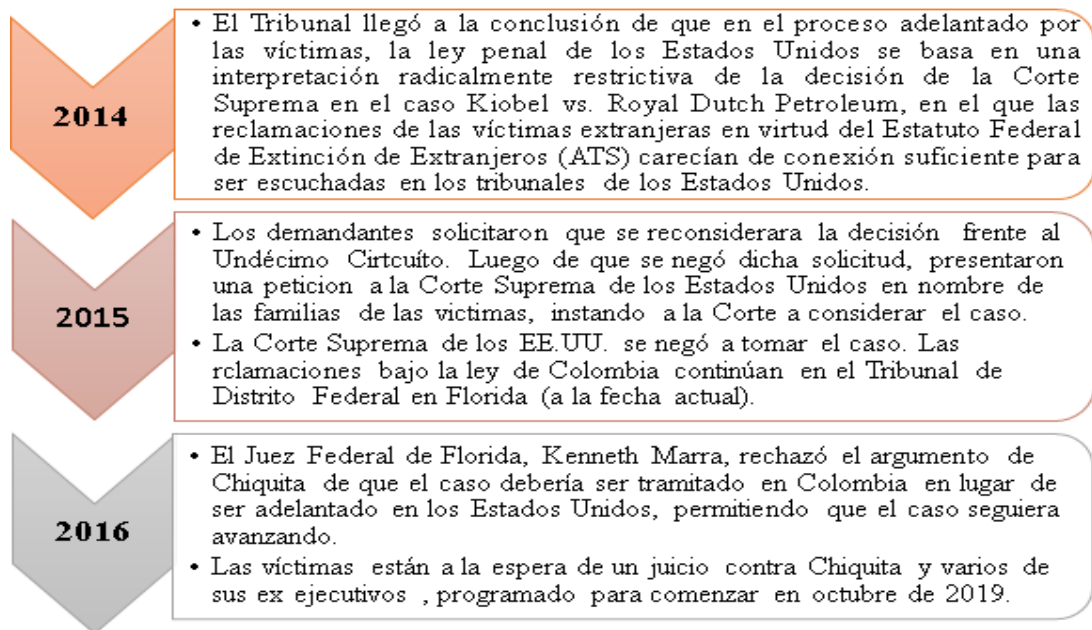 2014
• El Tribunal llegó a la conclusión de que en el proceso adelantado por
las víctimas, la ley penal de los Estados Unidos se basa en una
interpretación radicalmente restrictiva de la decisión de la Corte
Suprema en el caso Kiobel vs. Royal Dutch Petroleum, en el que las
reclamaciones de las víctimas extranjeras en virtud del Estatuto Federal
de Extinción de Extranjeros (ATS) carecían de conexión suficiente para
ser escuchadas en los tribunales de los Estados Unidos.
2015
• Los demandantes solicitaron que se reconsiderara la decisión frente al
Undécimo Cirtcuíto. Luego de que se negó dicha solicitud, presentaron
una peticion a la Corte Suprema de los Estados Unidos en nombre de
las familias de las victimas, instando a la Corte a considerar el caso.
• La Corte Suprema de los EE.UU. se negó a tomar el caso. Las
rclamaciones bajo la ley de Colombia continúan en el Tribunal de
Distrito Federal en Florida (a la fecha actual).
2016
• El Juez Federal de Florida, Kenneth Marra, rechazó el argumento de
Chiquita de que el caso debería ser tramitado en Colombia en lugar de
ser adelantado en los Estados Unidos, permitiendo que el caso seguiera
avanzando.
• Las víctimas están a la espera de un juicio contra Chiquita y varios de
sus ex ejecutivos , programado para comenzar en octubre de 2019.